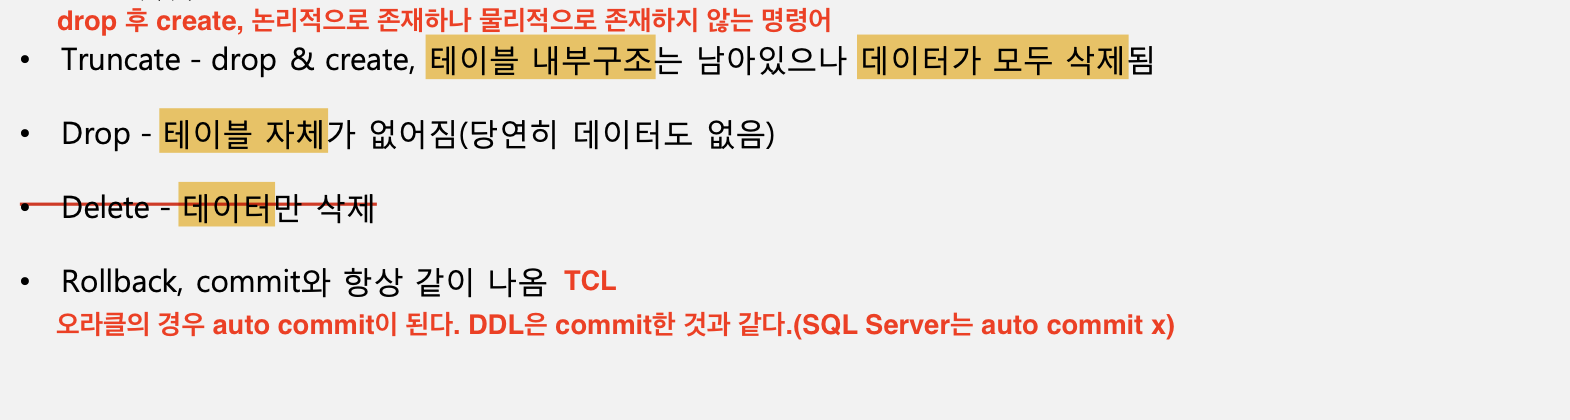 drop 후 create, 논리적으로 존재하나 물리적으로 존재하지 않는 명령어
• Truncate - drop & create, 테이블 내부구조는 남아있으나 데이터가 모두 삭제됨
• Drop - 테이블 자체가 없어짐(당연히 데이터도 없음)
• Delete - 데이터만 삭제
• Rollback, commit와 항상 같이 나옴 TCL
오라클의 경우 auto commit이 된다. DDL은 commit한 것과 같다.(SQL Server는 auto commit x)